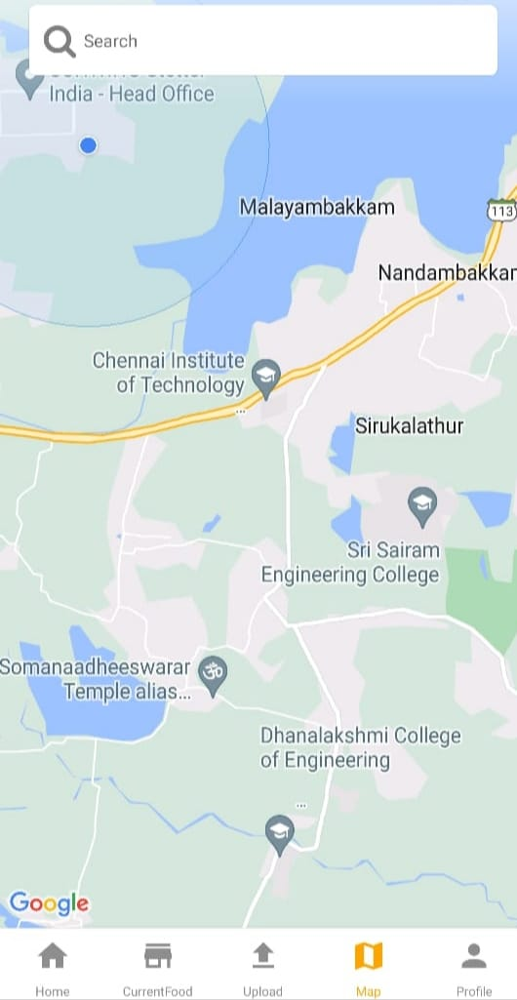 Search
India - Head Office
Malayambakkam
113
Nandambakkar
Chennai Institute
of Technology
...
Sirukalathur
Sri Sairam
Engineering College
Somanaadheeswarar
Temple alias...
Dhanalakshmi College
of Engineering
...
Google
Home
CurrentFood
Upload
Map
Profile